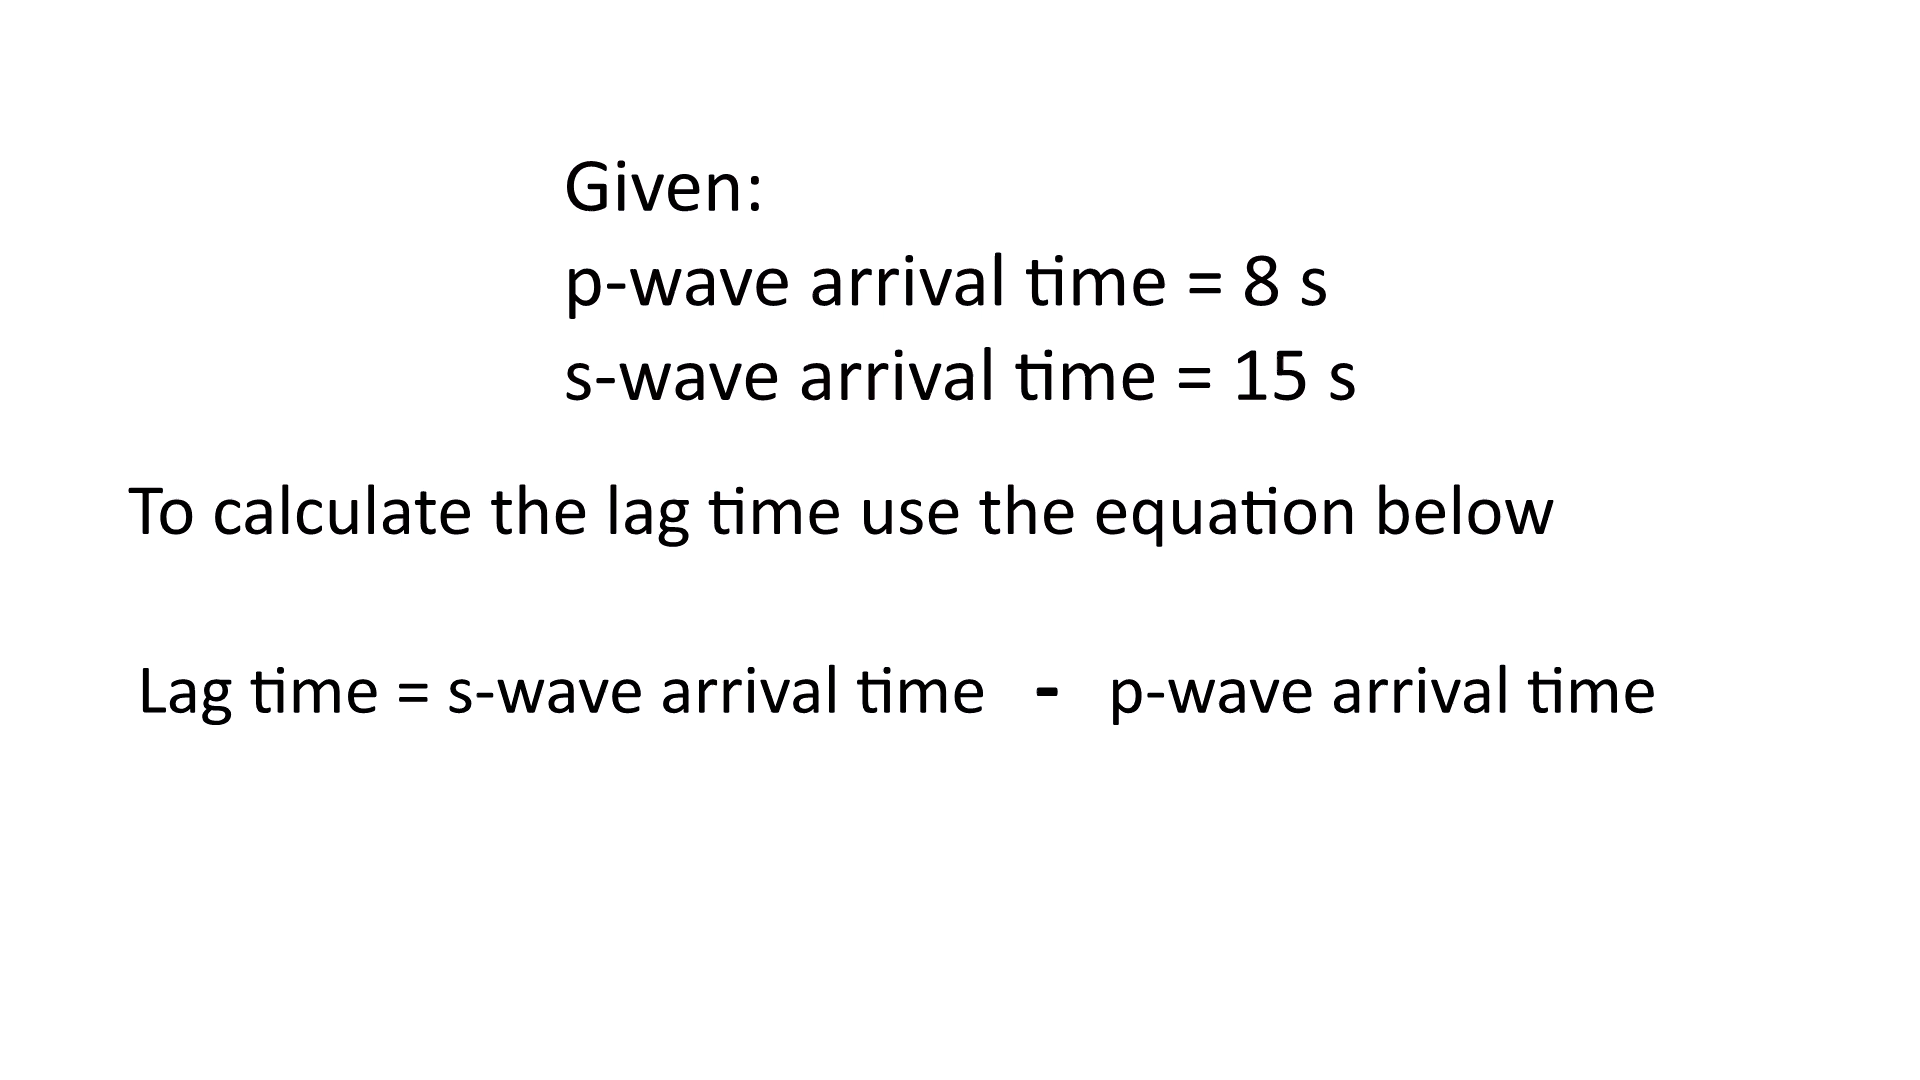 Given:
p-wave arrival time = 8 s
s-wave arrival time = 15 s
To calculate the lag time use the equation below
Lag time = s-wave arrival time - p-wave arrival time